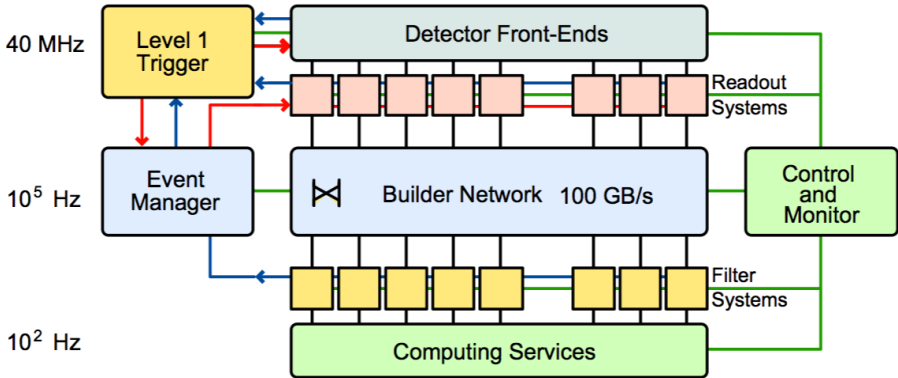 40 MHz
Level 1
Trigger
Detector Front-Ends
Readout
Systems
10⁵ Hz
Event
Manager
Builder Network 100 GB/s
Control
and
Monitor
Filter
Systems
10² Hz
Computing Services